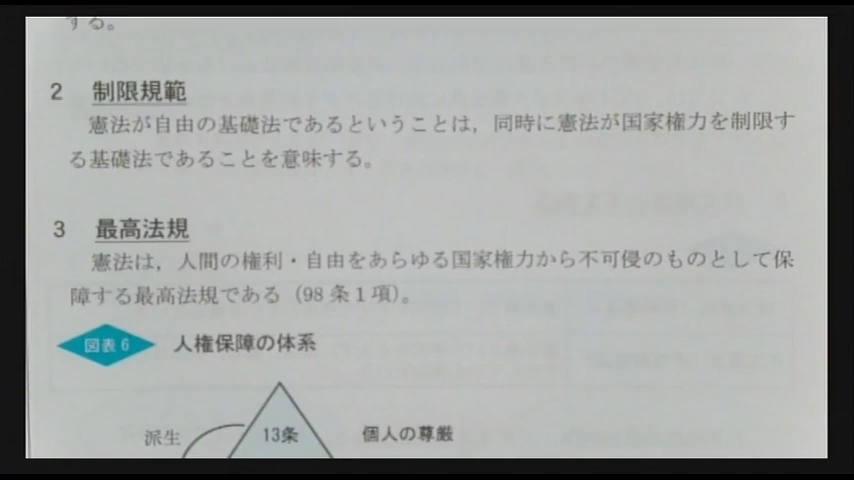 する。
2 制限規範
憲法が自由の基礎法であるということは，同時に憲法が国家権力を制限す
る基礎法であることを意味する。
3 最高法規
憲法は，人間の権利・自由をあらゆる国家権力から不可侵のものとして保
障する最高法規である（98 条 1 項）。
図表 6 人権保障の体系
派生 13条 個人の尊厳